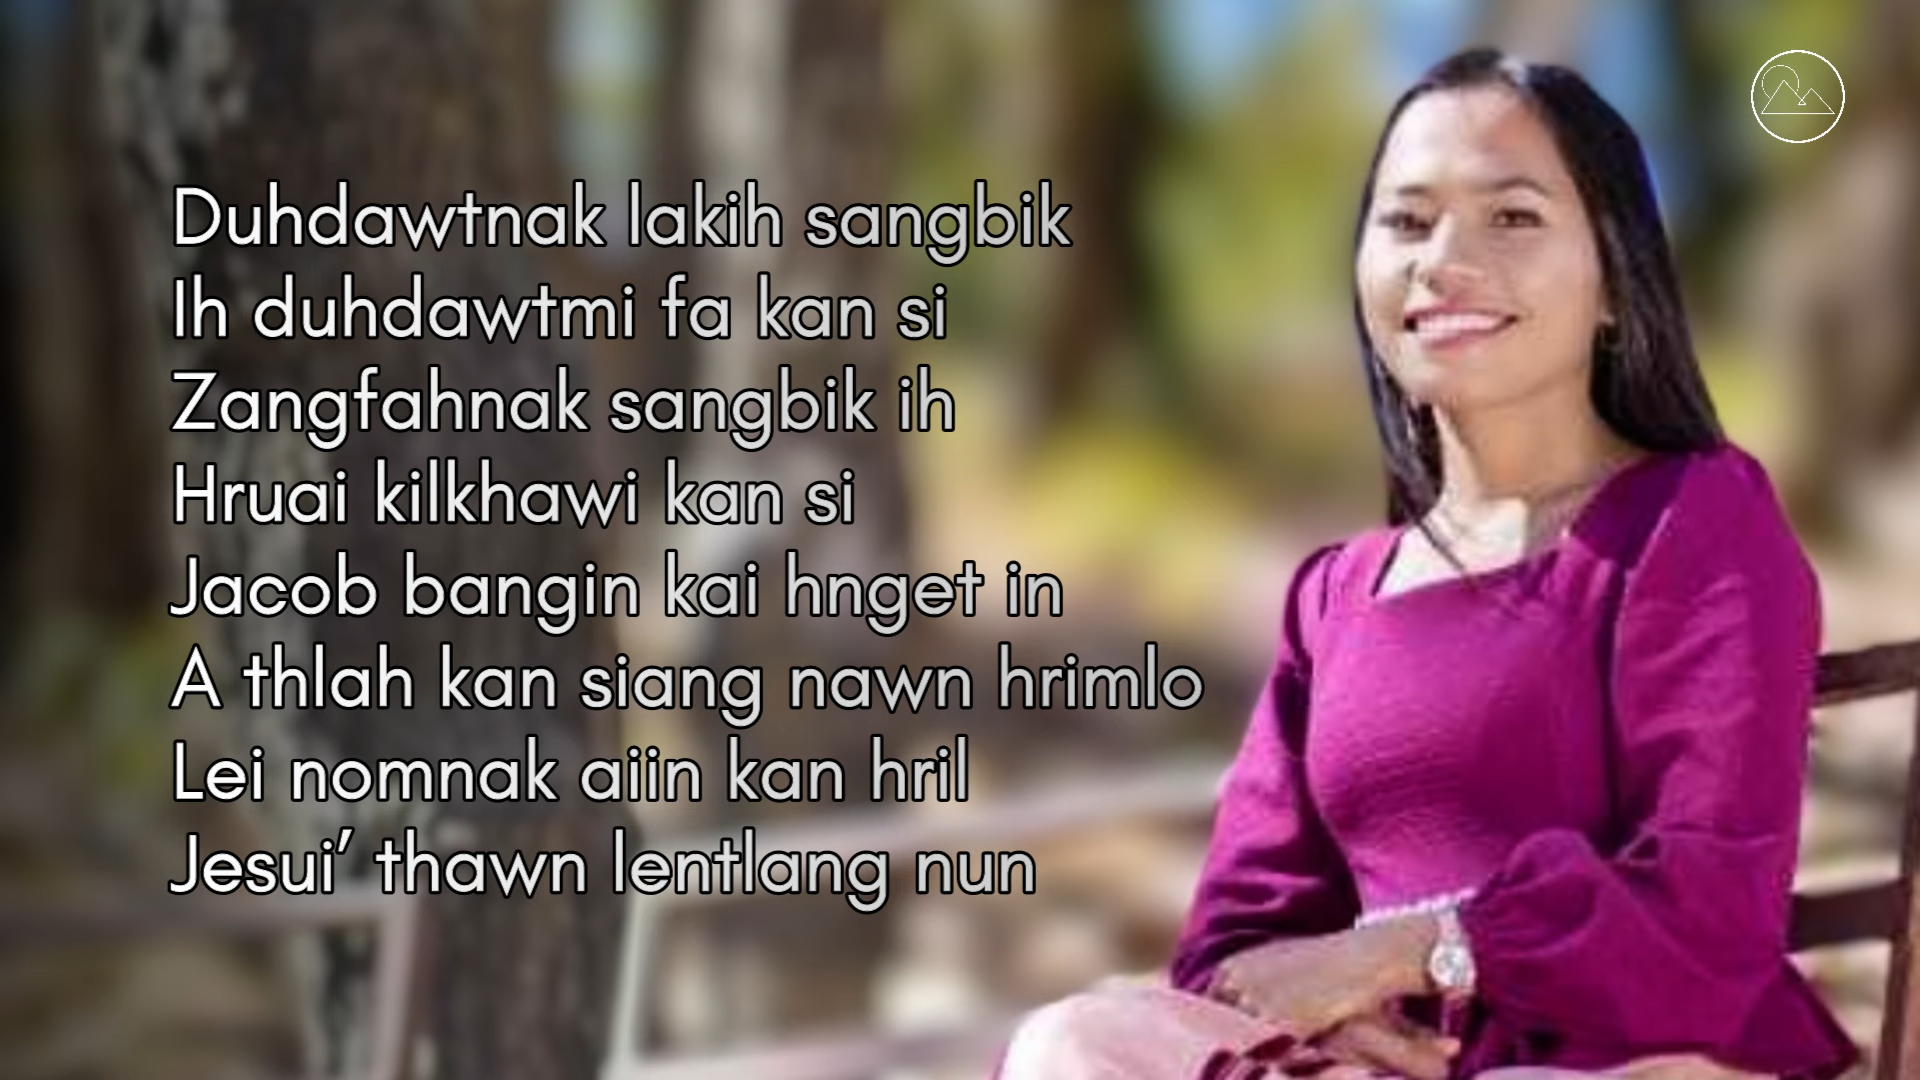 Duhdawtnak lakih sangbik
Ih duhdawtmi fa kan si
Zangfahnak sangbik ih
Hruai kilkhawi kan si
Jacob bangin kai hnget in
A thlah kan siang nawn hrimlo
Lei nomnak aiin kan hril
Jesui’ thawn lentlang nun